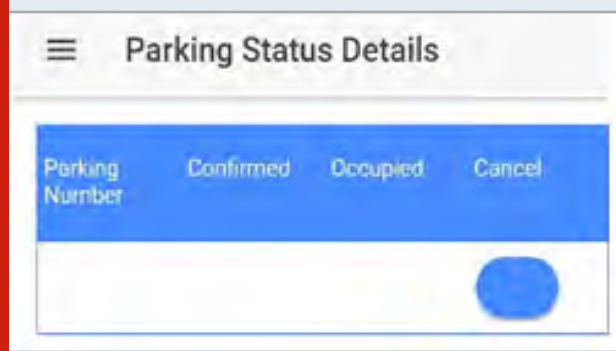 Parking Status Details
Parking Confirmed Occupied Cancel
Number